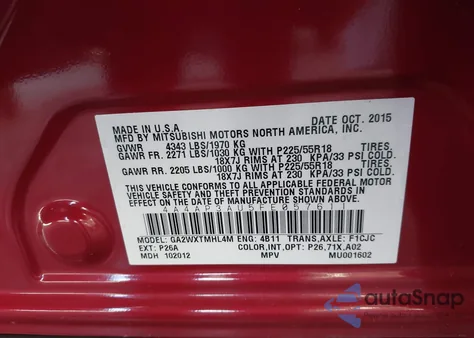 MADE IN U.S.A. DATE OCT. 2015
MFD BY MITSUBISHI MOTORS NORTH AMERICA, INC.
GVWR 4343 LBS/1970 KG
GAWR FR. 2271 LBS/1030 KG WITH P225/55R18
18X7J RIMS AT 230 KPA/33 PSI COLD.
GAWR RR. 2205 LBS/1000 KG WITH P225/55R18
18X7J RIMS AT 230 KPA/33 PSI COLD.
THIS VEHICLE CONFORMS TO ALL APPLICABLE FEDERAL MOTOR
VEHICLE SAFETY AND THEFT PREVENTION STANDARDS IN
EFFECT ON THE DATE OF MANUFACTURE SHOWN ABOVE.
4A4AP3AU5FE057611
MODEL: GA2WXTMHL4M ENG: 4B11 TRANS,AXLE: F1CJC
EXT: P26A COLOR,INT,OPT: P26,71X,A02
MDH 102012 MPV MU001602
autoSnap